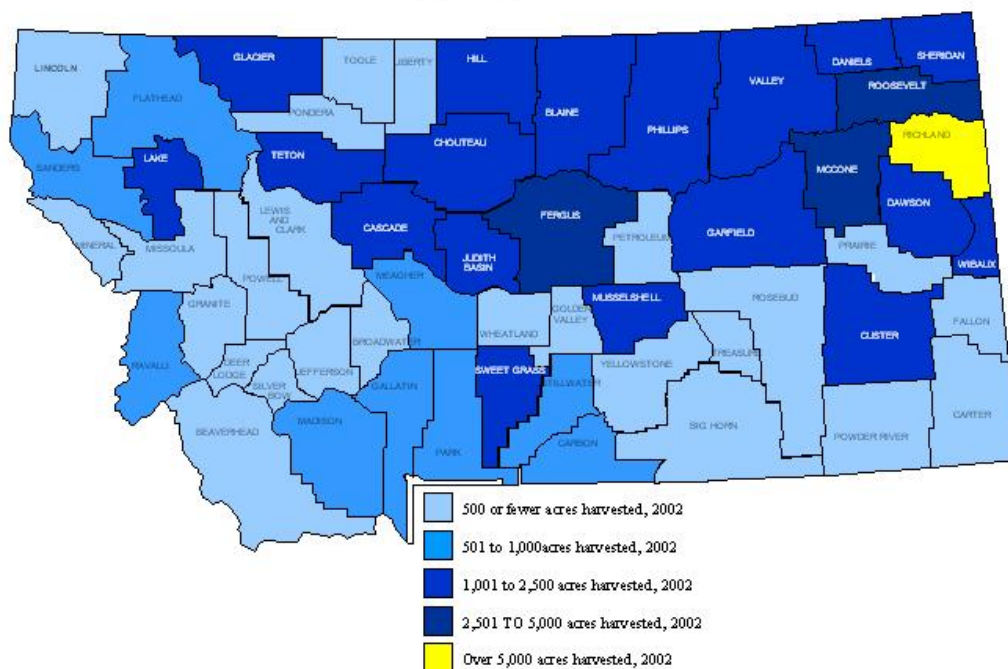 LINCOLN
FLATHEAD
GLACIER
TOOLE
LIBERTY
HILL
BLAINE
PHILLIPS
VALLEY
DANIELS
SHERIDAN
ROOSEVELT
RICHLAND
PONDERA
SANDERS
LAKE
TETON
CHOUTEAU
MCCONE
DAWSON
MINERAL
MISSOULA
LEWIS
AND
CLARK
CASCADE
FERGUS
PETROLEUM
GARFIELD
PRAIRIE
WIBAUX
POWELL
JUDITH
BASIN
MEAGHER
GRANITE
MUSSELSHELL
ROSEBUD
WHEATLAND
GOLDEN
VALLEY
CUSTER
FALLON
RAVALLI
DEER
LODGE
SILVER
BOW
JEFFERSON
BROADWATER
GALLATIN
SWEET GRASS
STILLWATER
YELLOWSTONE
TREASURE
BEAVERHEAD
MADISON
PARK
CARBON
BIG HORN
POWDER RIVER
CARTER
500 or fewer acres harvested, 2002
501 to 1,000acres harvested, 2002
1,001 to 2,500 acres harvested, 2002
2,501 TO 5,000 acres harvested, 2002
Over 5,000 acres harvested, 2002